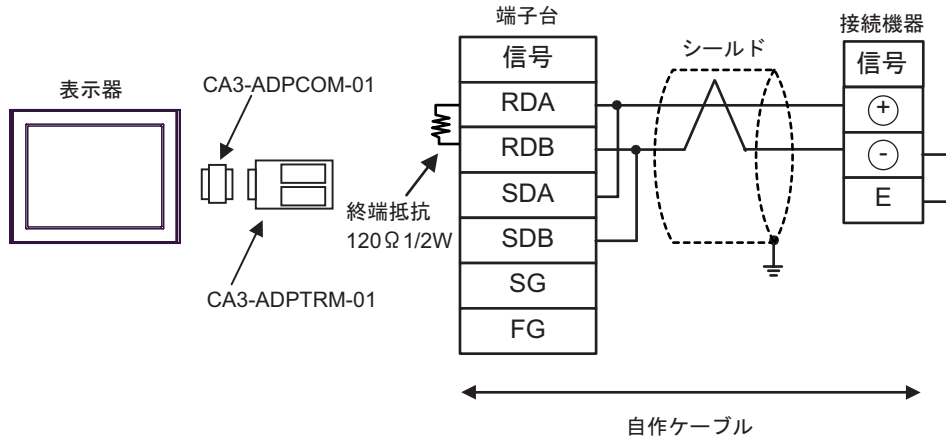 端子台
接続機器
表示器
CA3-ADPCOM-01
シールド
信号
信号
RDA
+
RDB
-
SDA
E
SDB
SG
FG
終端抵抗
120Ω1/2W
CA3-ADPTRM-01
自作ケーブル